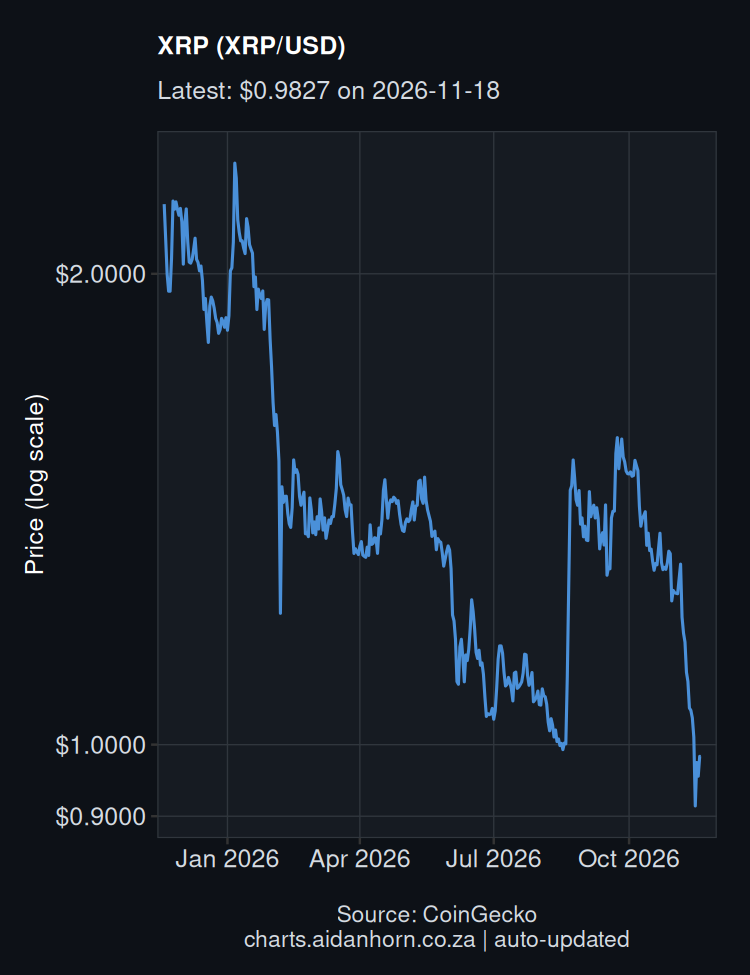 XRP (XRP/USD)
Latest: $0.9827 on 2026-11-18
Price (log scale)
$2.0000
$1.0000
$0.9000
Jan 2026
Apr 2026
Jul 2026
Oct 2026
Source: CoinGecko
charts.aidanhorn.co.za | auto-updated